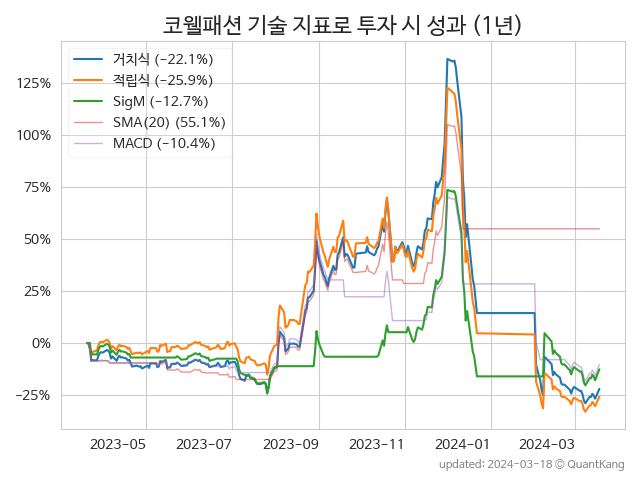 코웰패션 기술 지표로 투자 시 성과 (1년)
거치식 (−22.1%)
적립식 (−25.9%)
SigM (−12.7%)
SMA(20) (55.1%)
MACD (−10.4%)
125%
100%
75%
50%
25%
0%
−25%
2023−05 2023−07 2023−09 2023−11 2024−01 2024−03
updated: 2024−03−18 © QuantKang